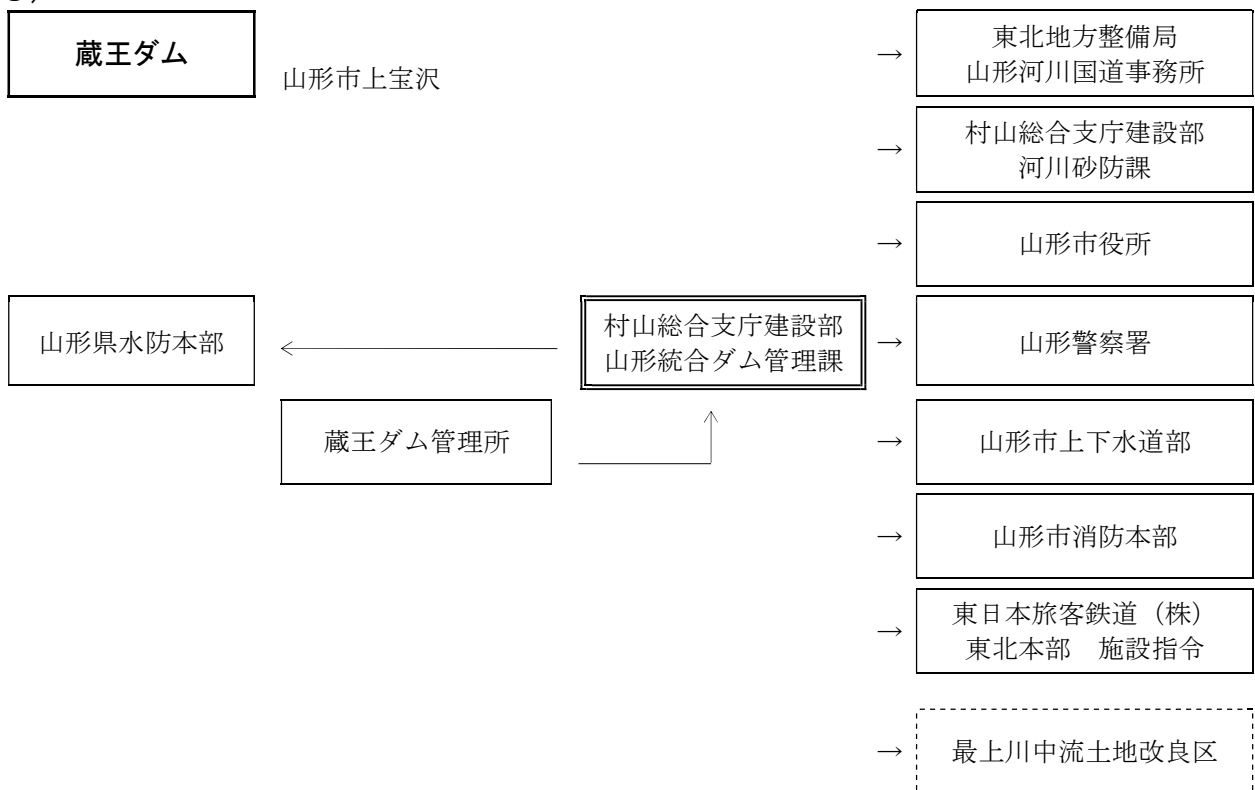 蔵王ダム
山形市上宝沢
→
東北地方整備局
山形河川国道事務所
→
村山総合支庁建設部
河川砂防課
→
山形市役所
山形県水防本部
村山総合支庁建設部
山形統合ダム管理課
→
山形警察署
蔵王ダム管理所
→
山形市上下水道部
→
山形市消防本部
→
東日本旅客鉄道（株）
東北本部　施設指令
→
最上川中流土地改良区